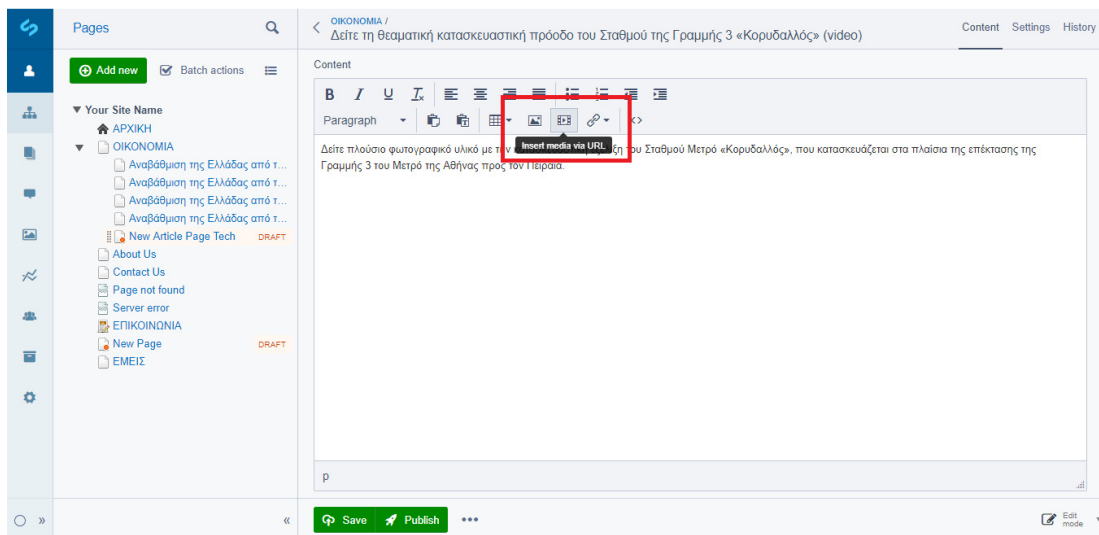 Pages
Add new
Batch actions
Your Site Name
ΑΡΧΙΚΗ
ΟΙΚΟΝΟΜΙΑ
Αναβάθμιση της Ελλάδας από τ...
Αναβάθμιση της Ελλάδας από τ...
Αναβάθμιση της Ελλάδας από τ...
Αναβάθμιση της Ελλάδας από τ...
New Article Page Tech DRAFT
About Us
Contact Us
Page not found
Server error
ΕΠΙΚΟΙΝΩΝΙΑ
New Page DRAFT
ΕΜΕΙΣ
ΟΙΚΟΝΟΜΙΑ /
Δείτε τη θεαματική κατασκευαστική πρόοδο του Σταθμού της Γραμμής 3 «Κορυδαλλός» (video)
Content Settings History
Content
Paragraph
Insert media via URL
Δείτε πλούσιο φωτογραφικό υλικό με την του Σταθμού Μετρό «Κορυδαλλός», που κατασκευάζεται στα πλαίσια της επέκτασης της
Γραμμής 3 του Μετρό της Αθήνας προς τον Πειραιά.
p
Save Publish
Edit
mode